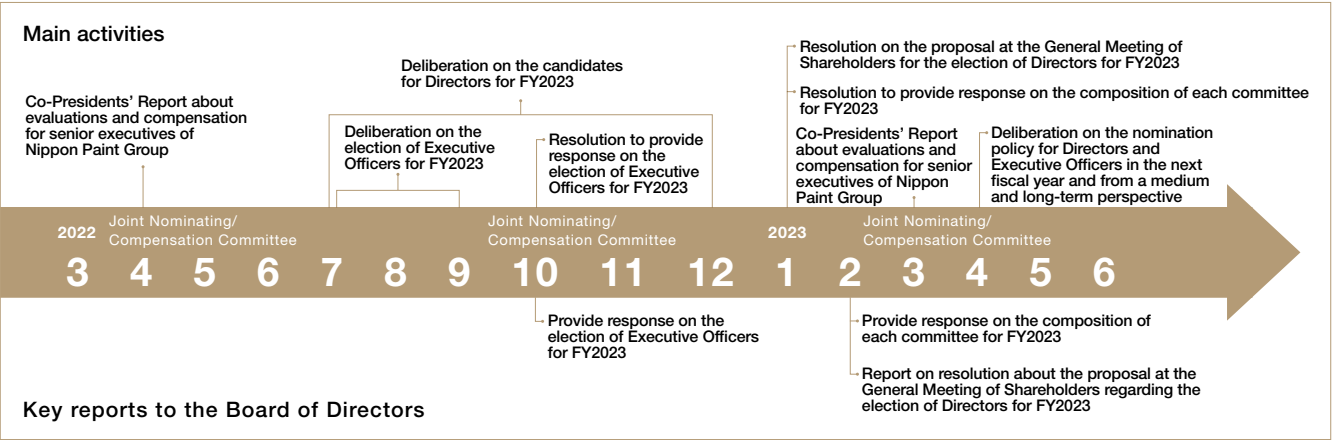 Main activities
Co-Presidents' Report about
evaluations and compensation
for senior executives of
Nippon Paint Group
Deliberation on the candidates
for Directors for FY2023
Deliberation on the
election of Executive
Officers for FY2023
Resolution to provide
response on the
election of Executive
Officers for FY2023
Resolution on the proposal at the General Meeting of
Shareholders for the election of Directors for FY2023
Resolution to provide response on the composition of each committee
for FY2023
Co-Presidents' Report
about evaluations and
compensation for senior
executives of Nippon
Paint Group
Deliberation on the nomination
policy for Directors and
Executive Officers in the next
fiscal year and from a medium
and long-term perspective
2022
Joint Nominating/
Compensation Committee
Joint Nominating/
Compensation Committee
2023
Joint Nominating/
Compensation Committee
3 4 5 6 7 8 9 10 11 12 1 2 3 4 5 6
Provide response on the
election of Executive Officers
for FY2023
Provide response on the composition of
each committee for FY2023
Report on resolution about the proposal at the
General Meeting of Shareholders regarding the
election of Directors for FY2023
Key reports to the Board of Directors